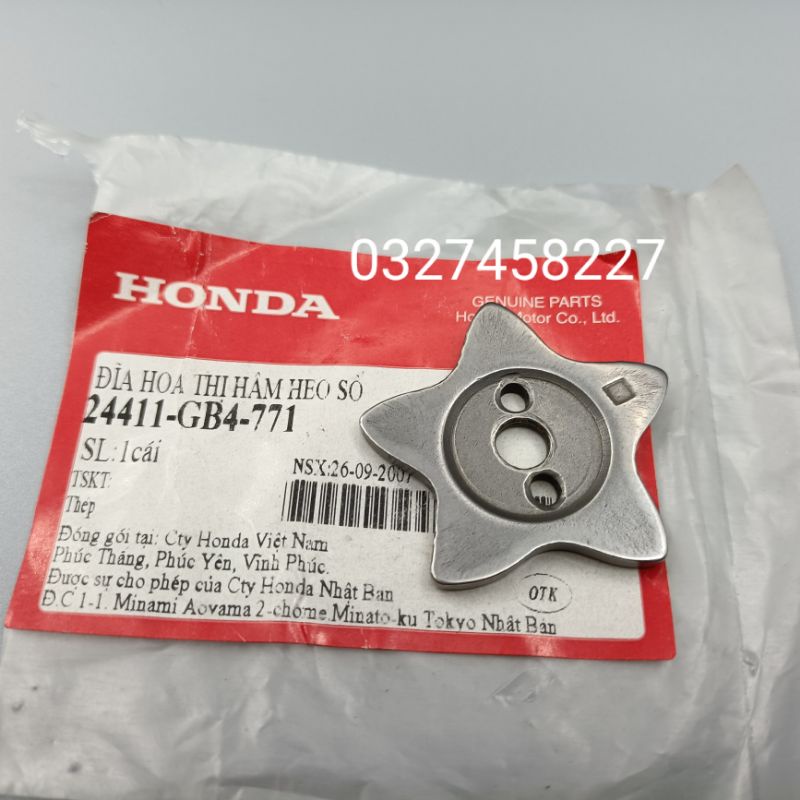 0327458227
HONDA
GENUINE PARTS
Motor Co., Ltd.
ĐĨA HOA THỊ HÃM HEO SỐ
24411-GB4-771
SL:1cái
NSX:26-09-2007
TSKT:
Thép
Đóng gói tại: Cty Honda Việt Nam
Phúc Thắng, Phúc Yên, Vĩnh Phúc.
Được sự cho phép của Cty Honda Nhật Bản
Đ.C 1-1. Minami Aoyama 2-chome.Minato-ku Tokyo Nhật Bản
OTK